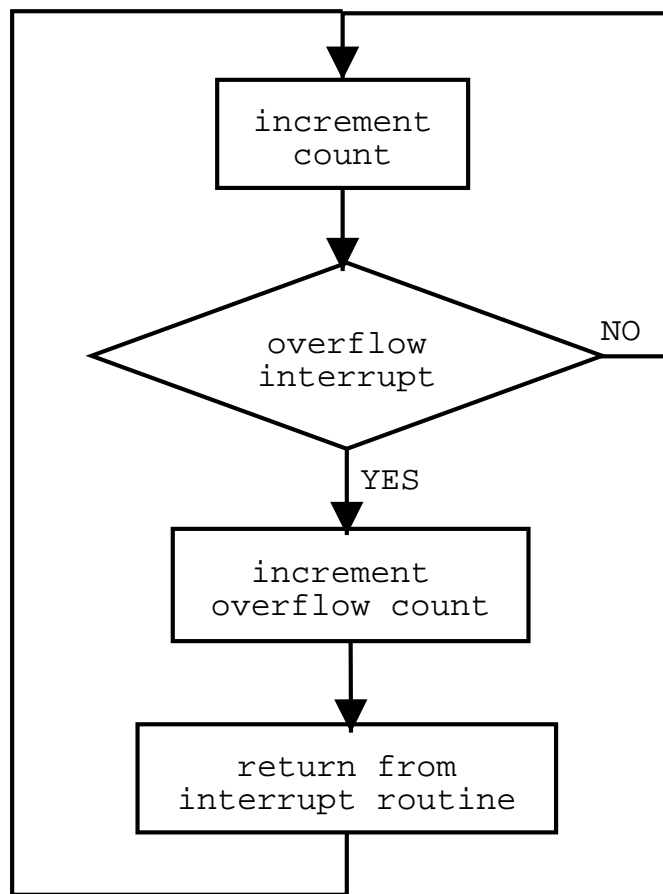 increment
count
overflow
interrupt
NO
YES
increment
overflow count
return from
interrupt routine